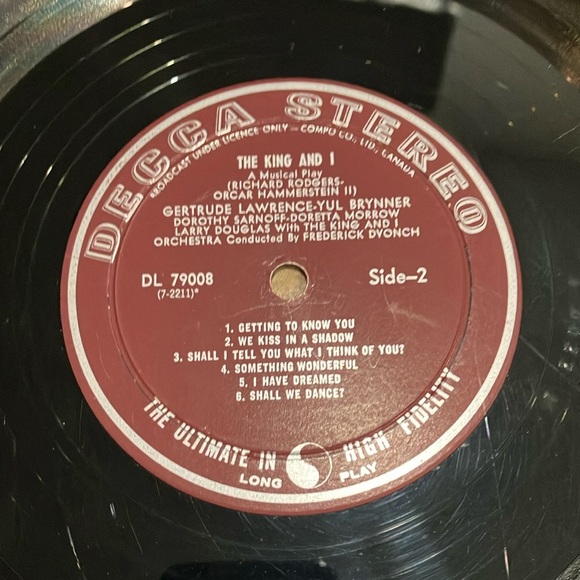 DECCA STEREO
BROADCAST UNDER LICENCE ONLY — COMPO CO., LTD., CANADA
THE KING AND I
A Musical Play
(RICHARD RODGERS-
ORCAR HAMMERSTEIN II)
GERTRUDE LAWRENCE-YUL BRYNNER
DOROTHY SARNOFF-DORETTA MORROW
LARRY DOUGLAS With THE KING AND I
ORCHESTRA Conducted By FREDERICK DVONCH
DL 79008
(7-2211)*
Side-2
1. GETTING TO KNOW YOU
2. WE KISS IN A SHADOW
3. SHALL I TELL YOU WHAT I THINK OF YOU?
4. SOMETHING WONDERFUL
5. I HAVE DREAMED
6. SHALL WE DANCE?
THE ULTIMATE IN HIGH FIDELITY
LONG PLAY